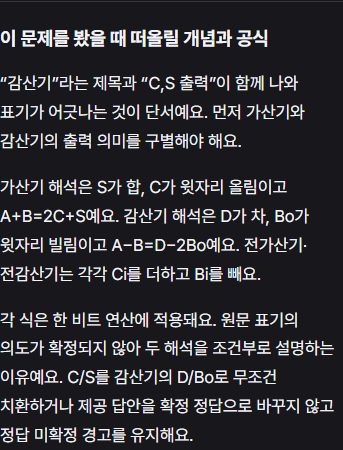 이 문제를 봤을 때 떠올릴 개념과 공식
“감산기”라는 제목과 “C,S 출력”이 함께 나와
표기가 어긋나는 것이 단서예요. 먼저 가산기와
감산기의 출력 의미를 구별해야 해요.
가산기 해석은 S가 합, C가 윗자리 올림이고
A+B=2C+S예요. 감산기 해석은 D가 차, Bo가
윗자리 빌림이고 A−B=D−2Bo예요. 전가산기·
전감산기는 각각 Ci를 더하고 Bi를 빼요.
각 식은 한 비트 연산에 적용돼요. 원문 표기의
의도가 확정되지 않아 두 해석을 조건부로 설명하는
이유예요. C/S를 감산기의 D/Bo로 무조건
치환하거나 제공 답안을 확정 정답으로 바꾸지 않고
정답 미확정 경고를 유지해요.